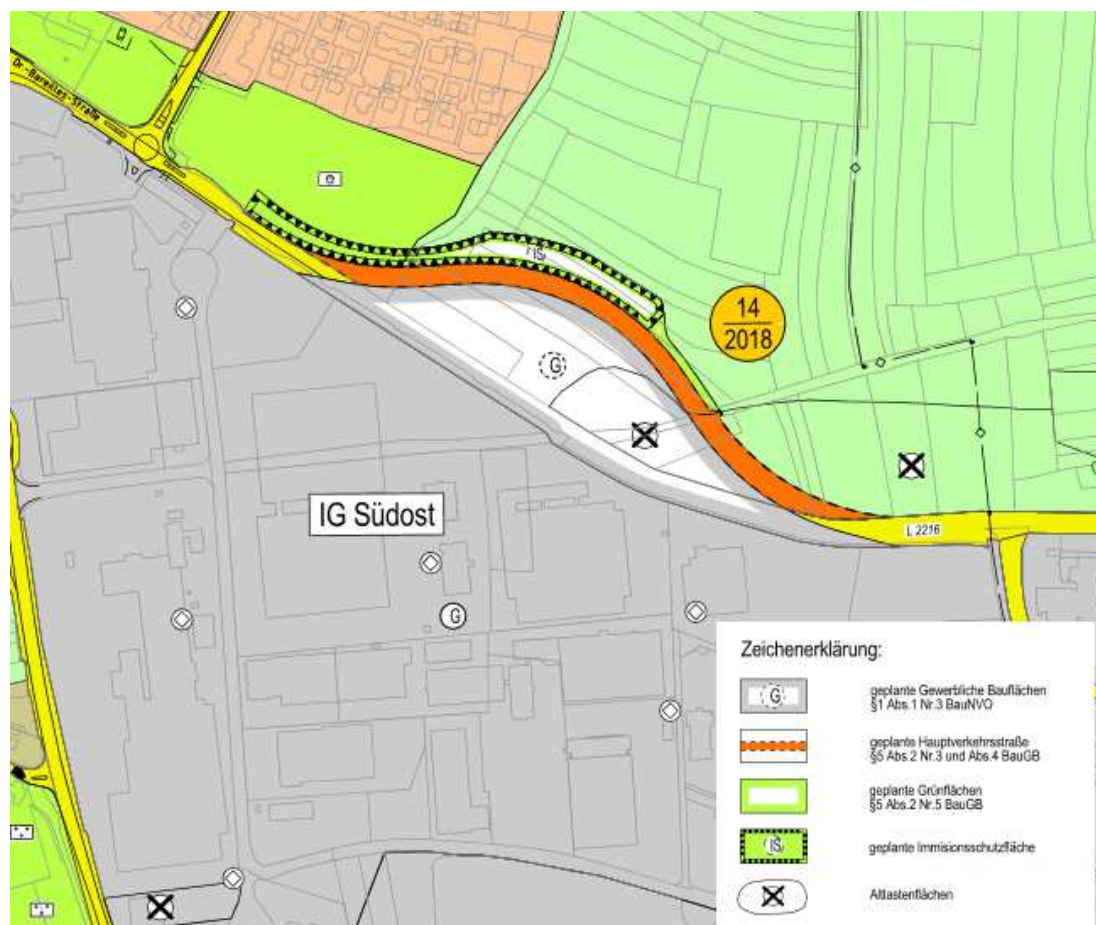 Dr.-Bareilles-Straße
IS
14
2018
G
IG Südost
L 2216
G
Zeichenerklärung:
G
geplante Gewerbliche Bauflächen
§1 Abs.1 Nr.3 BauNVO
geplante Hauptverkehrsstraße
§5 Abs.2 Nr.3 und Abs.4 BauGB
geplante Grünflächen
§5 Abs.2 Nr.5 BauGB
IS
geplante Immisionsschutzfläche
Altlastenflächen